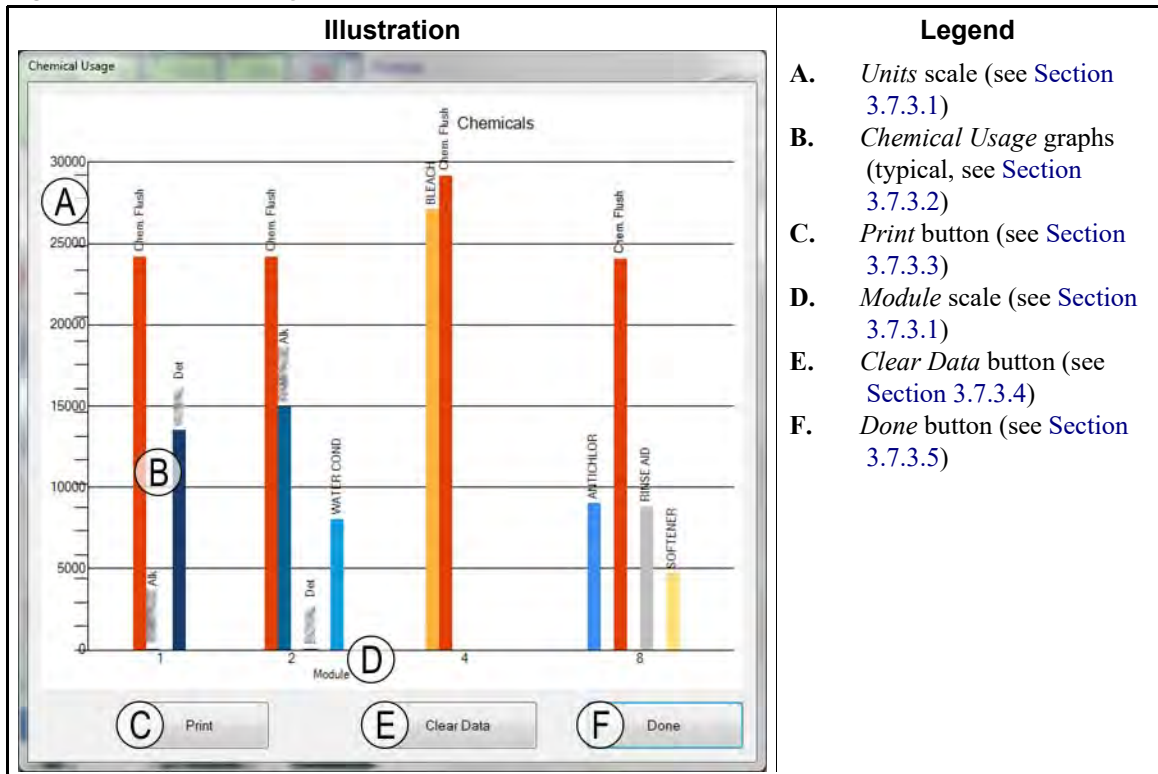 Illustration
Legend
Chemical Usage
Chemicals
30000
25000
20000
15000
10000
5000
0
Chem. Flush
Alk
Det
Chem. Flush
Alk
Det
WATER COND
BLEACH
Chem. Flush
ANTICHLOR
Chem. Flush
RINSE AID
SOFTENER
1
2
4
8
Module
A
B
D
C
Print
E
Clear Data
F
Done
A. Units scale (see Section
3.7.3.1)
B. Chemical Usage graphs
(typical, see Section
3.7.3.2)
C. Print button (see Section
3.7.3.3)
D. Module scale (see Section
3.7.3.1)
E. Clear Data button (see
Section 3.7.3.4)
F. Done button (see Section
3.7.3.5)